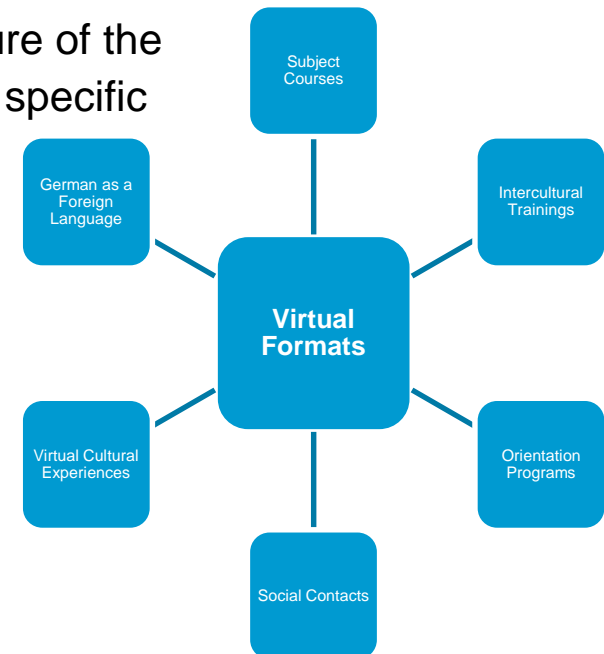 ure of the
specific
Subject
Courses
German as a
Foreign
Language
Intercultural
Trainings
Virtual
Formats
Virtual Cultural
Experiences
Orientation
Programs
Social Contacts